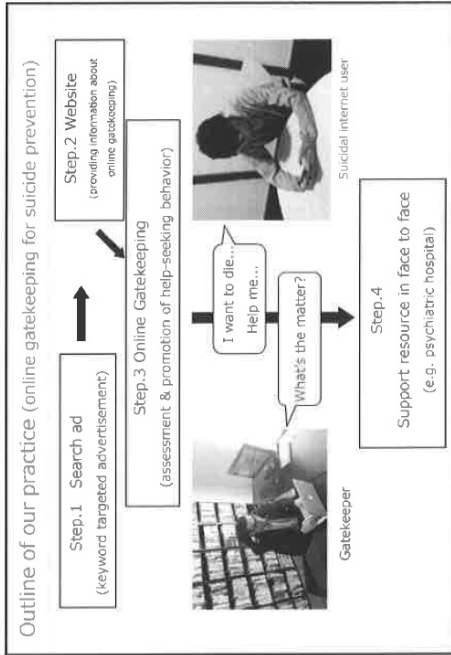 Outline of our practice (online gatekeeping for suicide prevention)
Step.1 Search ad
(keyword targeted advertisement)
Step.2 Website
(providing information about
online gatekeeping)
Step.3 Online Gatekeeping
(assessment & promotion of help-seeking behavior)
I want to die...
Help me...
What's the matter?
Gatekeeper
Suicidal internet user
Step.4
Support resource in face to face
(e.g. psychiatric hospital)